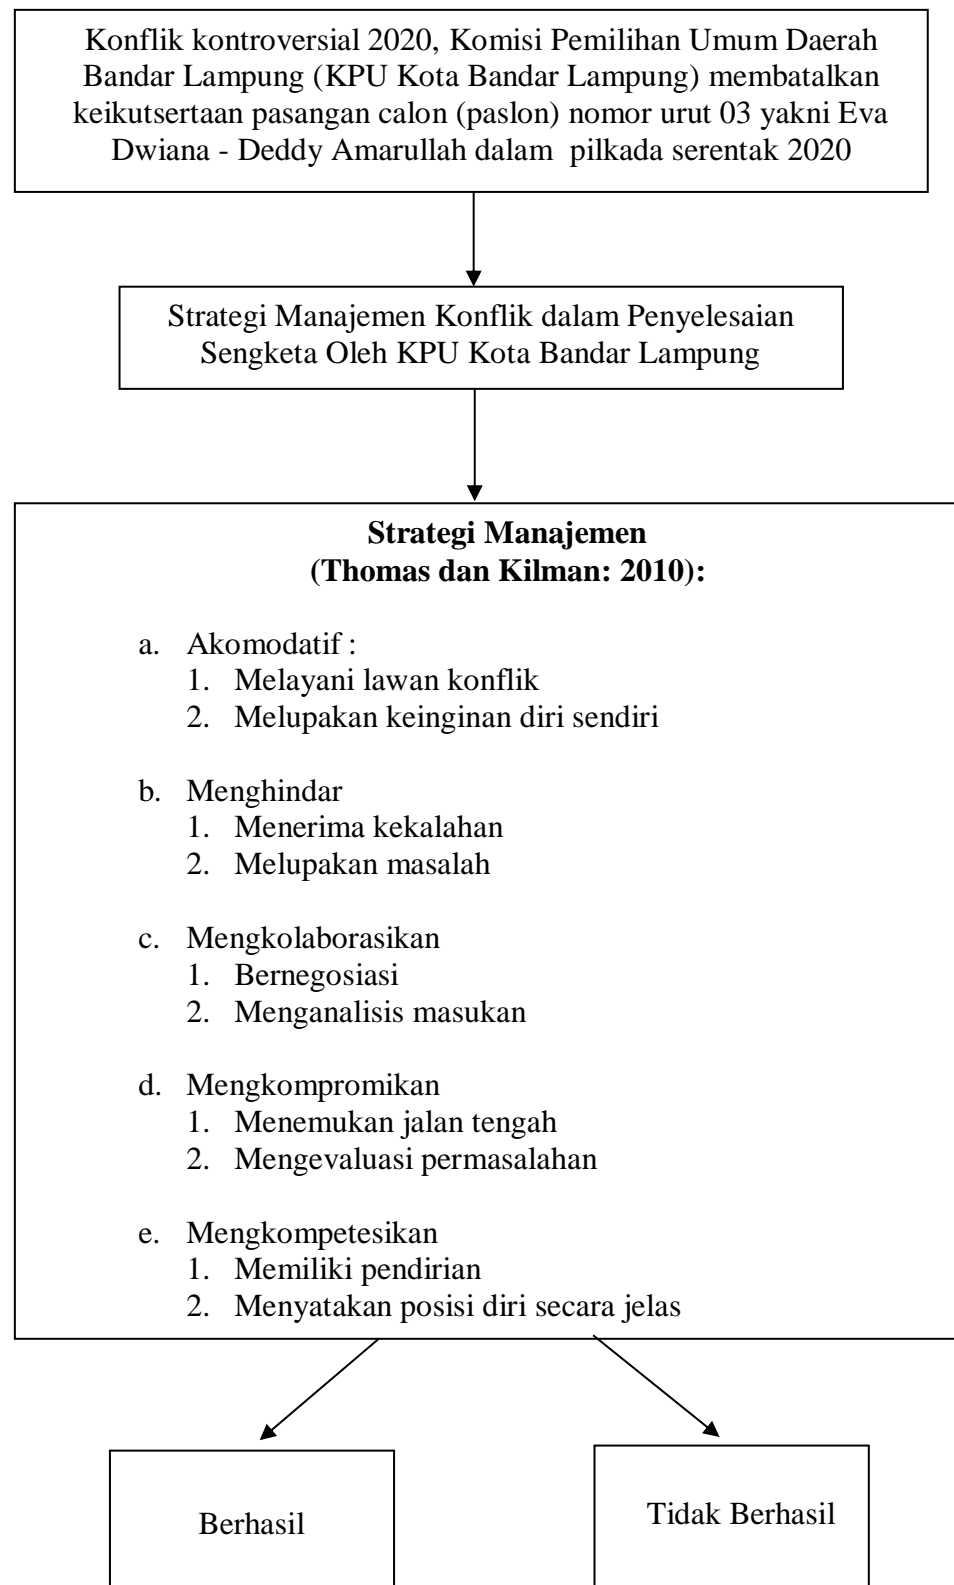 Konflik kontroversial 2020, Komisi Pemilihan Umum Daerah
Bandar Lampung (KPU Kota Bandar Lampung) membatalkan
keikutsertaan pasangan calon (paslon) nomor urut 03 yakni Eva
Dwiana - Deddy Amarullah dalam pilkada serentak 2020
Strategi Manajemen Konflik dalam Penyelesaian
Sengketa Oleh KPU Kota Bandar Lampung
Strategi Manajemen
(Thomas dan Kilman: 2010):
a. Akomodatif :
1. Melayani lawan konflik
2. Melupakan keinginan diri sendiri
b. Menghindar
1. Menerima kekalahan
2. Melupakan masalah
c. Mengkolaborasikan
1. Bernegosiasi
2. Menganalisis masukan
d. Mengkompromikan
1. Menemukan jalan tengah
2. Mengevaluasi permasalahan
e. Mengkompetesikan
1. Memiliki pendirian
2. Menyatakan posisi diri secara jelas
Berhasil
Tidak Berhasil